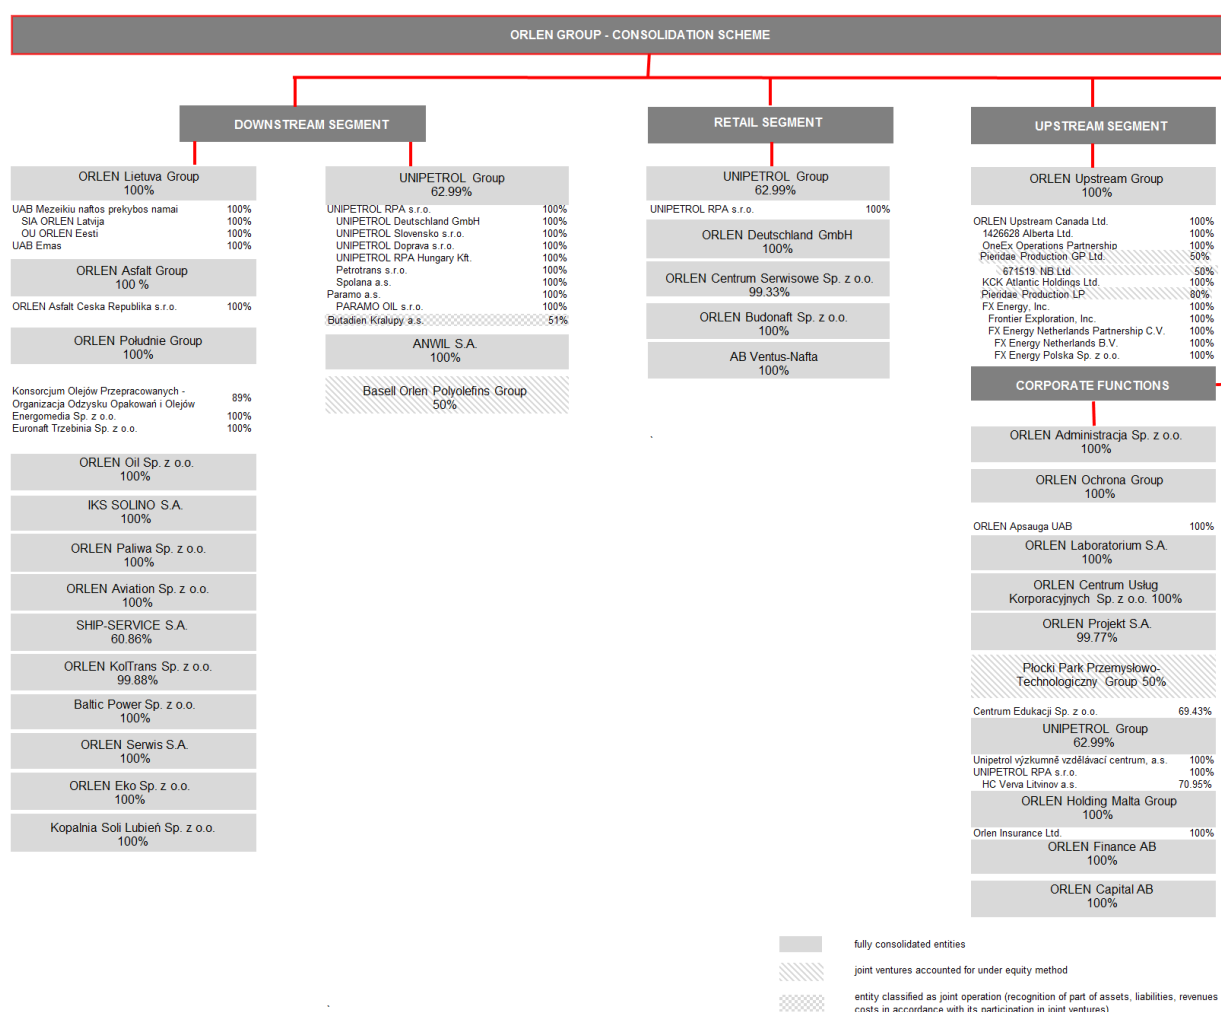 ORLEN GROUP - CONSOLIDATION SCHEME
DOWNSTREAM SEGMENT
ORLEN Lietuva Group
100%
UAB Mezeikiu naftos prekybos namai 100%
SIA ORLEN Latvija 100%
OU ORLEN Eesti 100%
UAB Emas 100%
ORLEN Asfalt Group
100 %
ORLEN Asfalt Ceska Republika s.r.o. 100%
ORLEN Południe Group
100%
Konsorcjum Olejów Przepracowanych -
Organizacja Odzysku Opakowań i Olejów 89%
Energomedia Sp. z o.o. 100%
Euronaft Trzebinia Sp. z o.o. 100%
ORLEN Oil Sp. z o.o.
100%
IKS SOLINO S.A.
100%
ORLEN Paliwa Sp. z o.o.
100%
ORLEN Aviation Sp. z o.o.
100%
SHIP-SERVICE S.A.
60.86%
ORLEN KolTrans Sp. z o.o.
99.88%
Baltic Power Sp. z o.o.
100%
ORLEN Serwis S.A.
100%
ORLEN Eko Sp. z o.o.
100%
Kopalnia Soli Lubień Sp. z o.o.
100%
UNIPETROL Group
62.99%
UNIPETROL RPA s.r.o. 100%
UNIPETROL Deutschland GmbH 100%
UNIPETROL Slovensko s.r.o. 100%
UNIPETROL Doprava s.r.o. 100%
UNIPETROL RPA Hungary Kft. 100%
Petrotrans s.r.o. 100%
Spolana a.s. 100%
Paramo a.s. 100%
PARAMO OIL s.r.o. 100%
Butadien Kralupy a.s. 51%
ANWIL S.A.
100%
Basell Orlen Polyolefins Group
50%
RETAIL SEGMENT
UNIPETROL Group
62.99%
UNIPETROL RPA s.r.o. 100%
ORLEN Deutschland GmbH
100%
ORLEN Centrum Serwisowe Sp. z o.o.
99.33%
ORLEN Budonaft Sp. z o.o.
100%
AB Ventus-Nafta
100%
UPSTREAM SEGMENT
ORLEN Upstream Group
100%
ORLEN Upstream Canada Ltd. 100%
1426628 Alberta Ltd. 100%
OneEx Operations Partnership 100%
Pieridae Production GP Ltd. 50%
671519 NB Ltd 50%
KCK Atlantic Holdings Ltd. 100%
Pieridae Production LP 80%
FX Energy, Inc. 100%
Frontier Exploration, Inc. 100%
FX Energy Netherlands Partnership C.V. 100%
FX Energy Netherlands B.V. 100%
FX Energy Polska Sp. z o.o. 100%
CORPORATE FUNCTIONS
ORLEN Administracja Sp. z o.o.
100%
ORLEN Ochrona Group
100%
ORLEN Apsauga UAB 100%
ORLEN Laboratorium S.A.
100%
ORLEN Centrum Usług
Korporacyjnych Sp. z o.o. 100%
ORLEN Projekt S.A.
99.77%
Płocki Park Przemysłowo-
Technologiczny Group 50%
Centrum Edukacji Sp. z o.o. 69.43%
UNIPETROL Group
62.99%
Unipetrol výzkumně vzdělávací centrum, a.s. 100%
UNIPETROL RPA s.r.o. 100%
HC Verva Litvinov a.s. 70.95%
ORLEN Holding Malta Group
100%
Orlen Insurance Ltd. 100%
ORLEN Finance AB
100%
ORLEN Capital AB
100%
fully consolidated entities
joint ventures accounted for under equity method
entity classified as joint operation (recognition of part of assets, liabilities, revenues
costs in accordance with its participation in joint ventures)